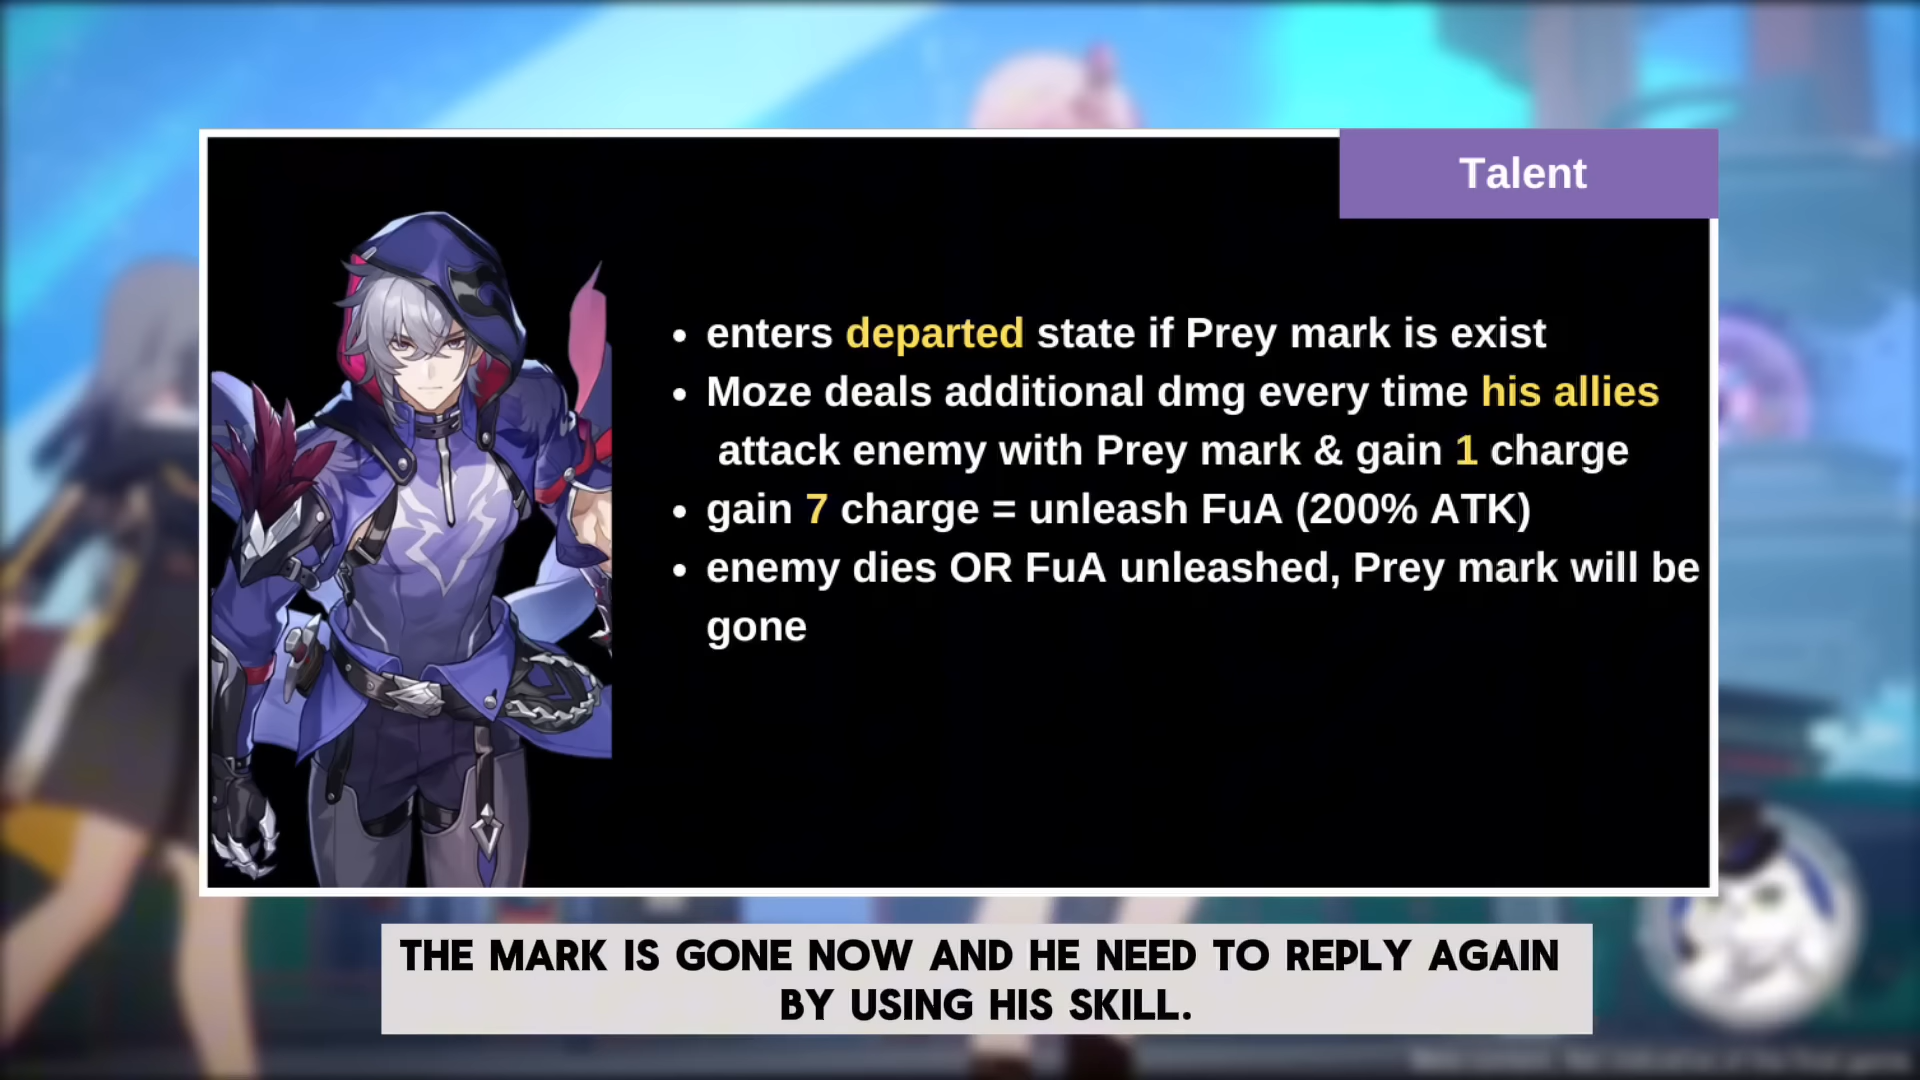 Talent
• enters departed state if Prey mark is exist
• Moze deals additional dmg every time his allies
attack enemy with Prey mark & gain 1 charge
• gain 7 charge = unleash FuA (200% ATK)
• enemy dies OR FuA unleashed, Prey mark will be
gone
THE MARK IS GONE NOW AND HE NEED TO REPLY AGAIN
BY USING HIS SKILL.